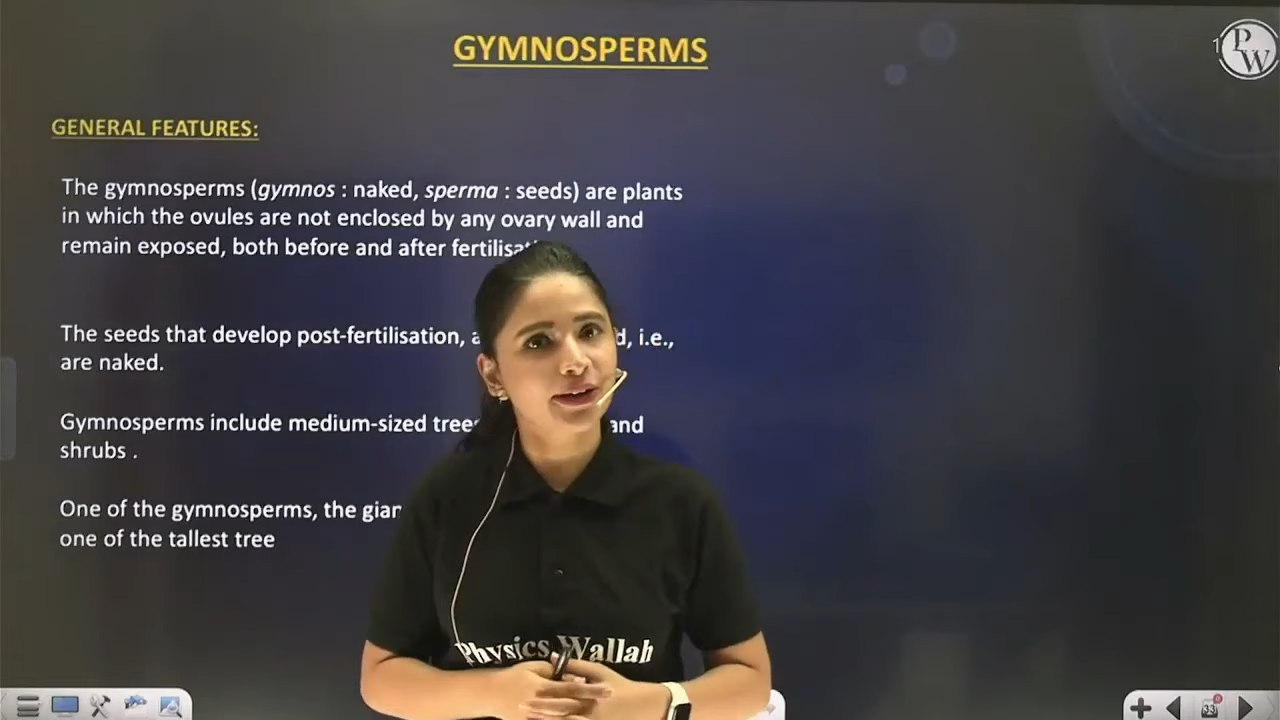 GYMNOSPERMS
P
W
GENERAL FEATURES:
The gymnosperms (gymnos : naked, sperma : seeds) are plants
in which the ovules are not enclosed by any ovary wall and
remain exposed, both before and after
The seeds that develop post-fertilisation, i.e.,
are naked.
Gymnosperms include medium-sized and
shrubs .
One of the gymnosperms, the
one of the tallest tree
Physics Wallah
33